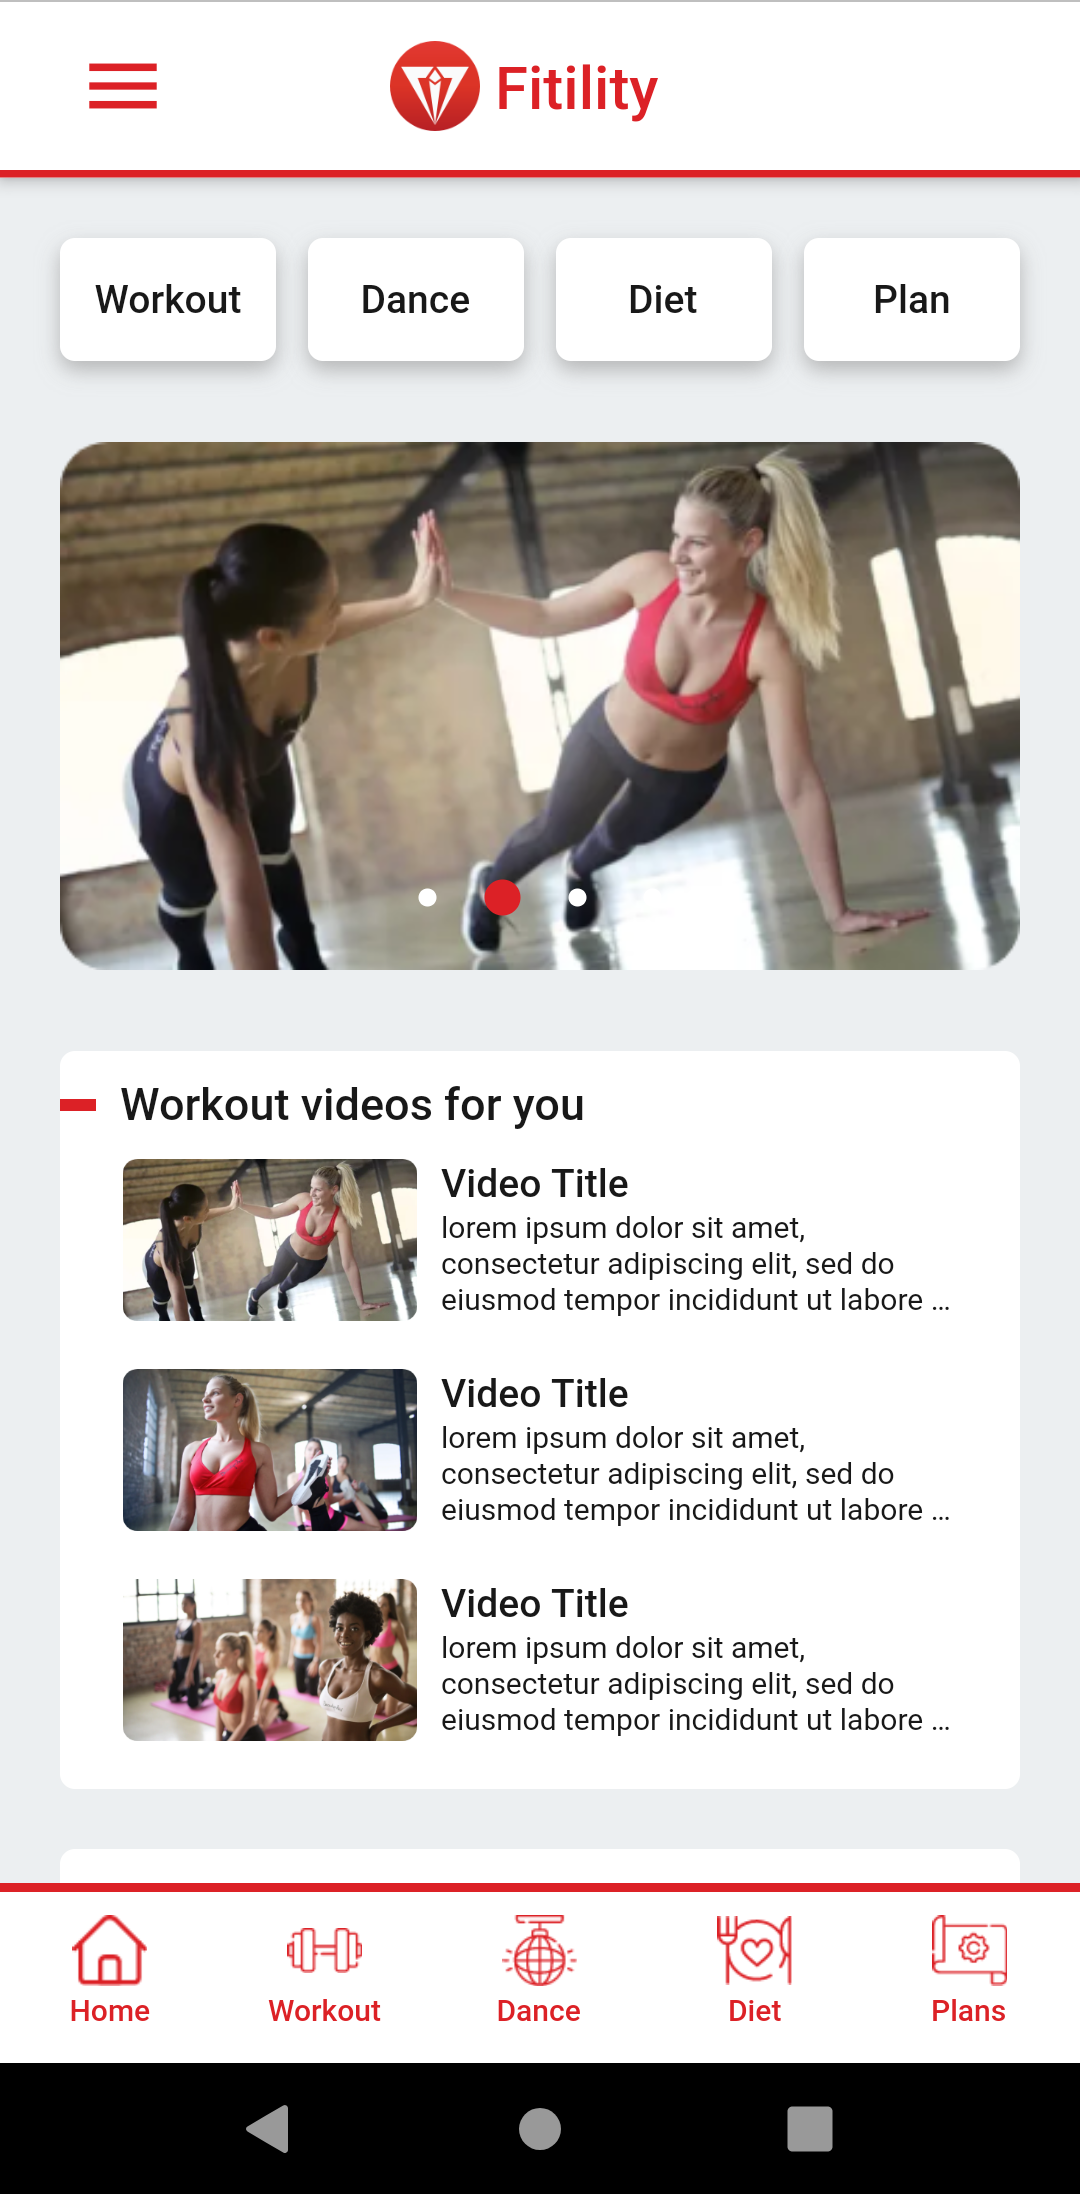 Fitility
Workout
Dance
Diet
Plan
Workout videos for you
Video Title
lorem ipsum dolor sit amet,
consectetur adipiscing elit, sed do
eiusmod tempor incididunt ut labore ...
Video Title
lorem ipsum dolor sit amet,
consectetur adipiscing elit, sed do
eiusmod tempor incididunt ut labore ...
Video Title
lorem ipsum dolor sit amet,
consectetur adipiscing elit, sed do
eiusmod tempor incididunt ut labore ...
Home
Workout
Dance
Diet
Plans